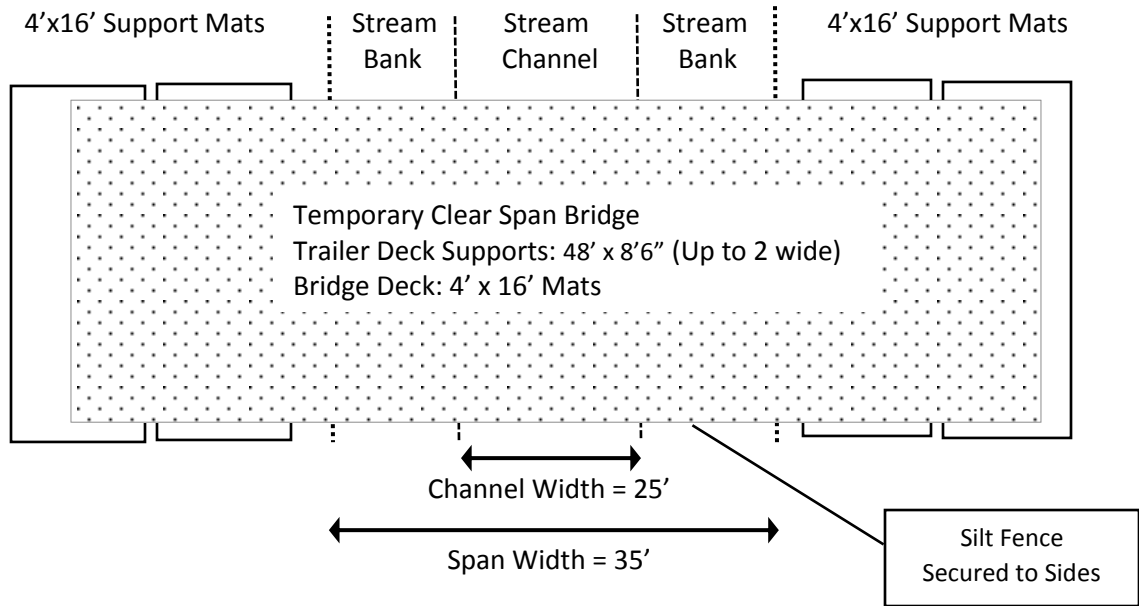 4’x16’ Support Mats
Stream
Bank
Stream
Channel
Stream
Bank
4’x16’ Support Mats
Temporary Clear Span Bridge
Trailer Deck Supports: 48’ x 8’6” (Up to 2 wide)
Bridge Deck: 4’ x 16’ Mats
Channel Width = 25’
Span Width = 35’
Silt Fence
Secured to Sides